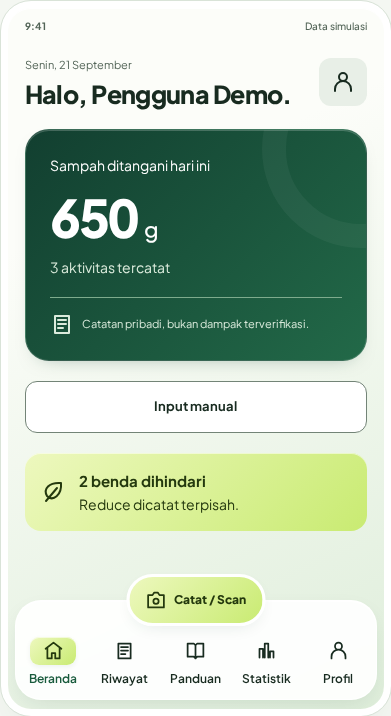 9:41
Data simulasi
Senin, 21 September
Halo, Pengguna Demo.
Sampah ditangani hari ini
650 g
3 aktivitas tercatat
Catatan pribadi, bukan dampak terverifikasi.
Input manual
2 benda dihindari
Reduce dicatat terpisah.
Catat / Scan
Beranda
Riwayat
Panduan
Statistik
Profil